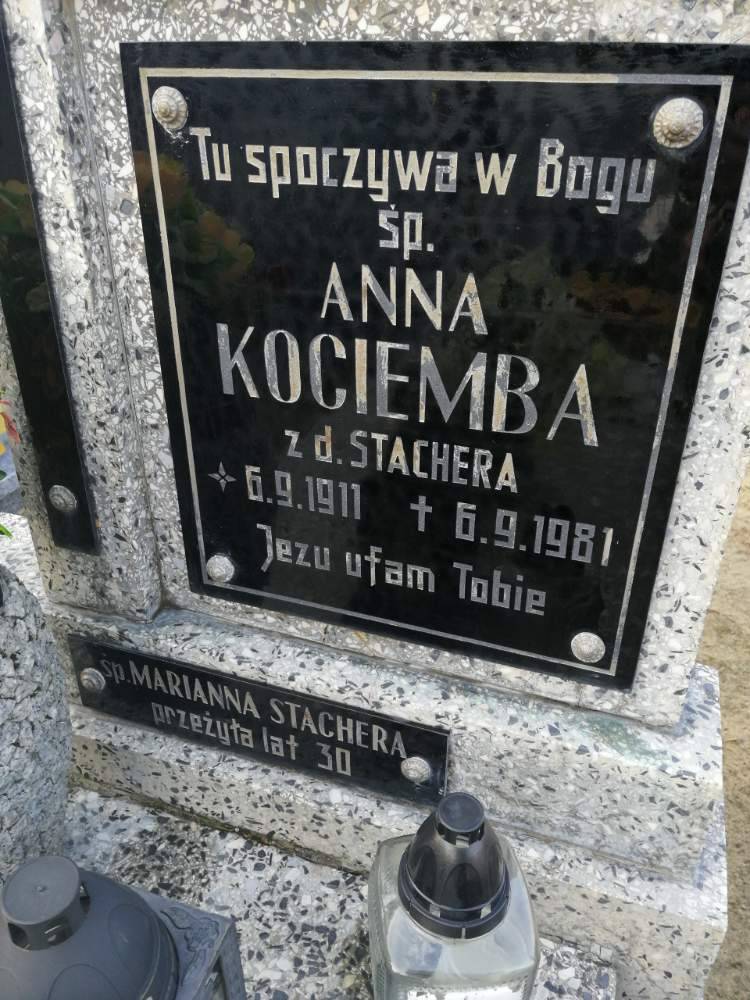 Tu spoczywa w Bogu
śp.
ANNA
KOCIEMBA
z d. STACHERA
6.9.1911 † 6.9.1981
Jezu ufam Tobie
śp. MARIANNA STACHERA
przeżyła lat 30